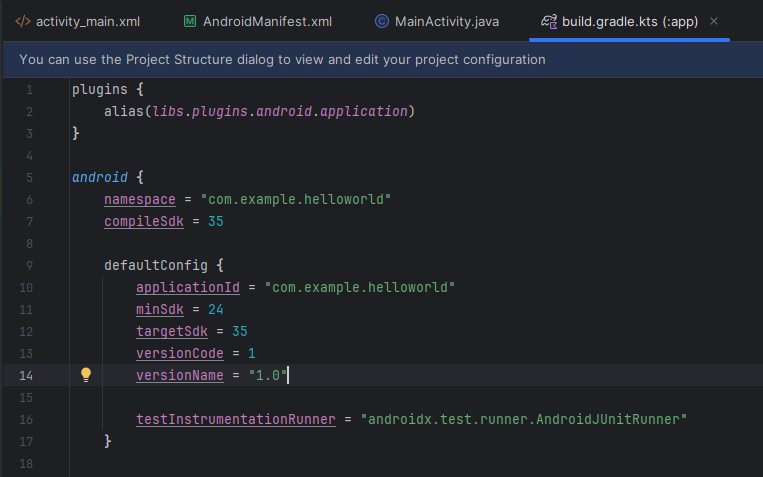 activity_main.xml AndroidManifest.xml MainActivity.java build.gradle.kts (:app)
You can use the Project Structure dialog to view and edit your project configuration
1 plugins {
2 alias(libs.plugins.android.application)
3 }
4
5 android {
6 namespace = "com.example.helloworld"
7 compileSdk = 35
8
9 defaultConfig {
10 applicationId = "com.example.helloworld"
11 minSdk = 24
12 targetSdk = 35
13 versionCode = 1
14 versionName = "1.0"
15
16 testInstrumentationRunner = "androidx.test.runner.AndroidJUnitRunner"
17 }
18